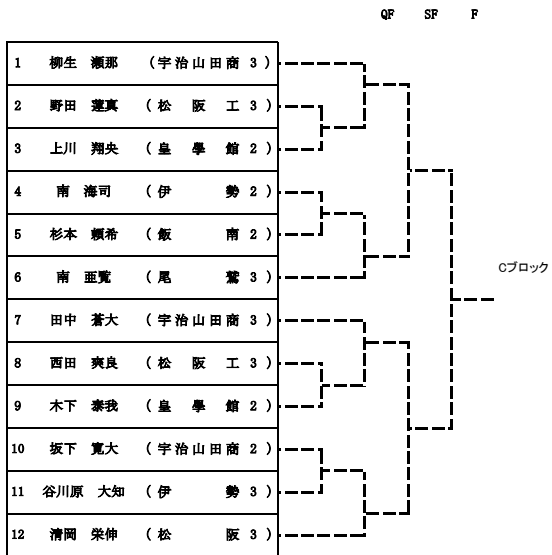 QF SF F
1 柳生 瀬那 (宇治山田商 3)
2 野田 蓮真 (松阪工 3)
3 上川 翔央 (皇學館 2)
4 南 海司 (伊勢 2)
5 杉本 頼希 (飯南 2)
6 南 亜覧 (尾鷲 3)
Cブロック
7 田中 蒼大 (宇治山田商 3)
8 西田 爽良 (松阪工 3)
9 木下 泰我 (皇學館 2)
10 坂下 寛大 (宇治山田商 2)
11 谷川原 大知 (伊勢 3)
12 清岡 栄伸 (松阪 3)